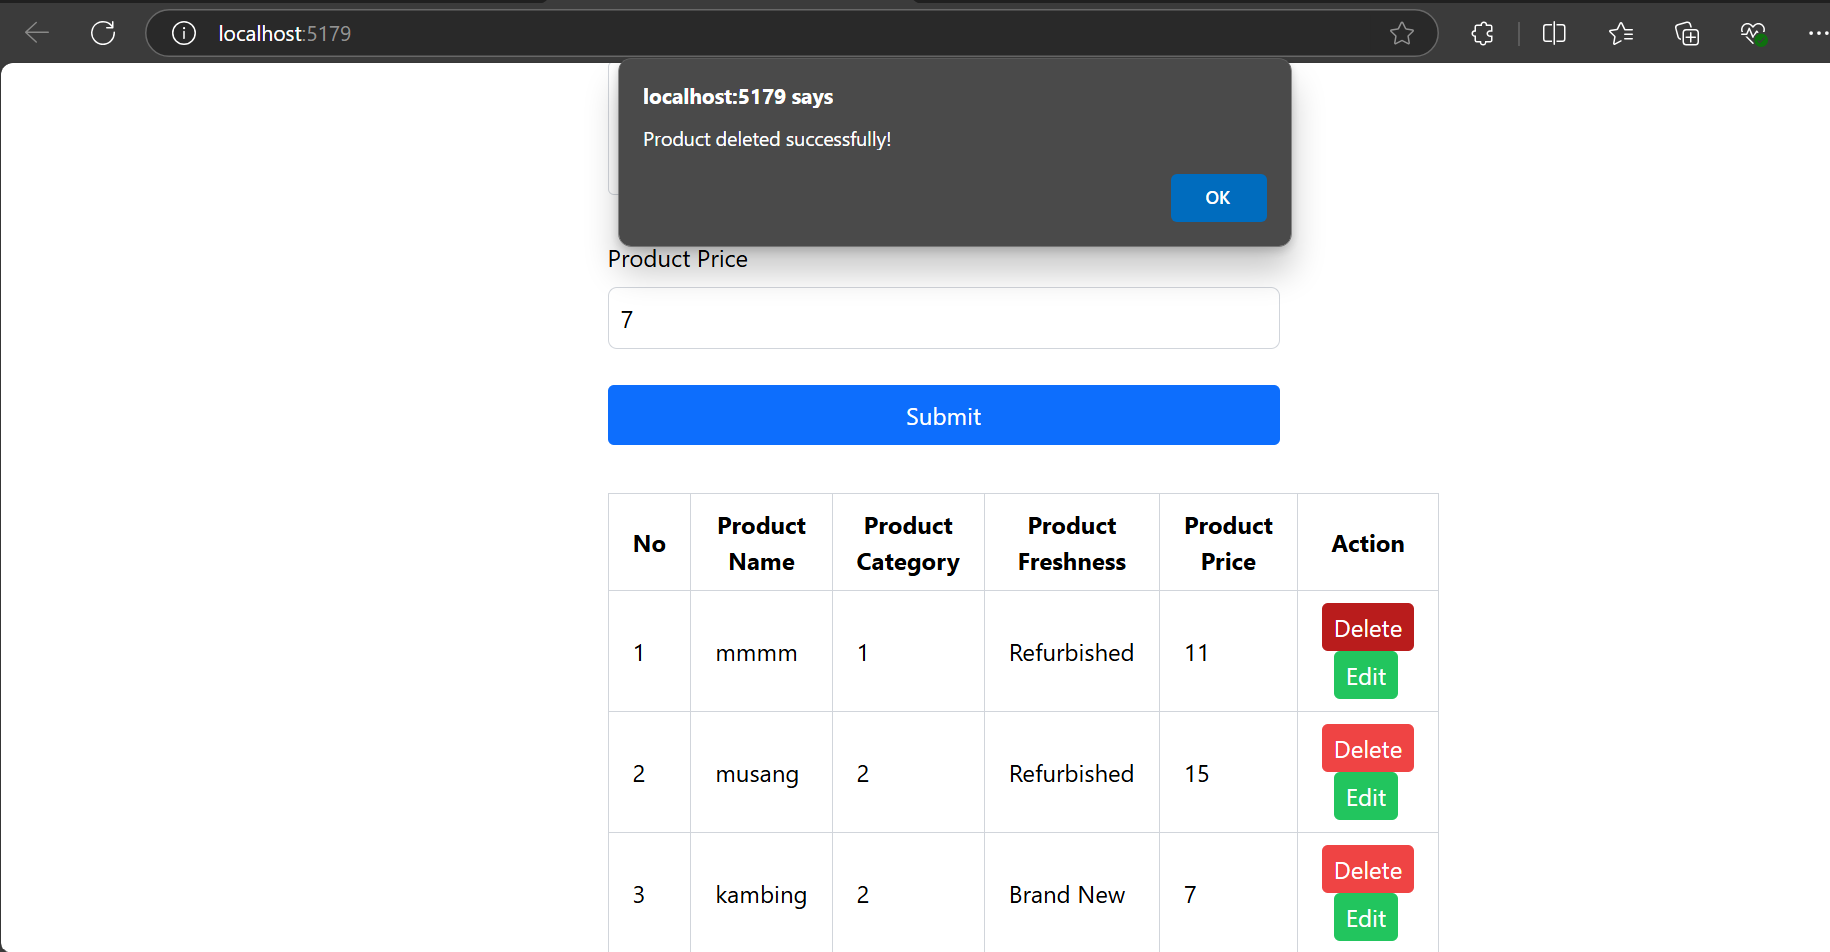 localhost:5179
localhost:5179 says
Product deleted successfully!
OK
Product Price
7
Submit
No Product Name Product Category Product Freshness Product Price Action
1 mmmm 1 Refurbished 11 Delete Edit
2 musang 2 Refurbished 15 Delete Edit
3 kambing 2 Brand New 7 Delete Edit